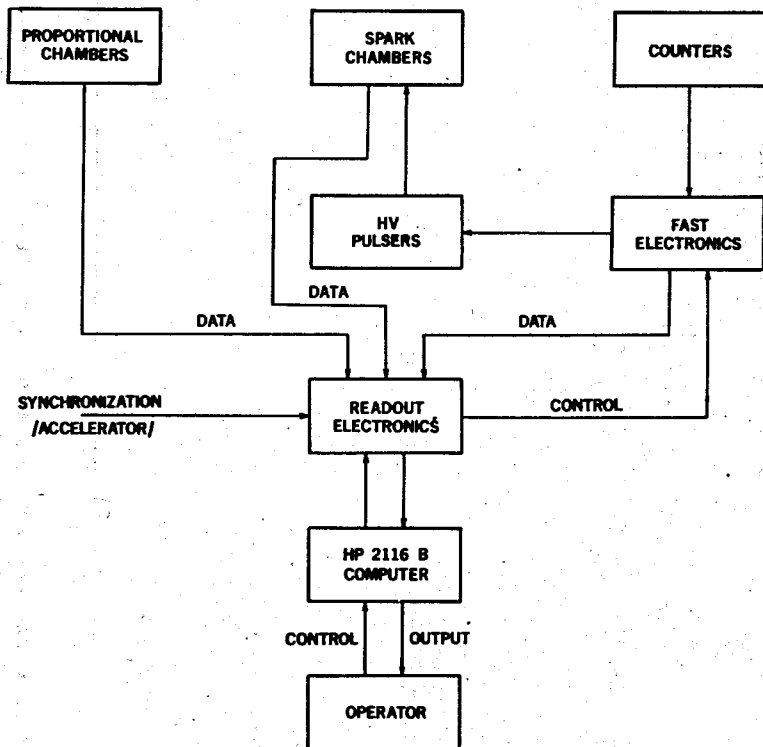 PROPORTIONAL
CHAMBERS
SPARK
CHAMBERS
COUNTERS
HV
PULSERS
FAST
ELECTRONICS
DATA
DATA
DATA
SYNCHRONIZATION
/ACCELERATOR/
READOUT
ELECTRONICS
CONTROL
HP 2116 B
COMPUTER
CONTROL
OUTPUT
OPERATOR